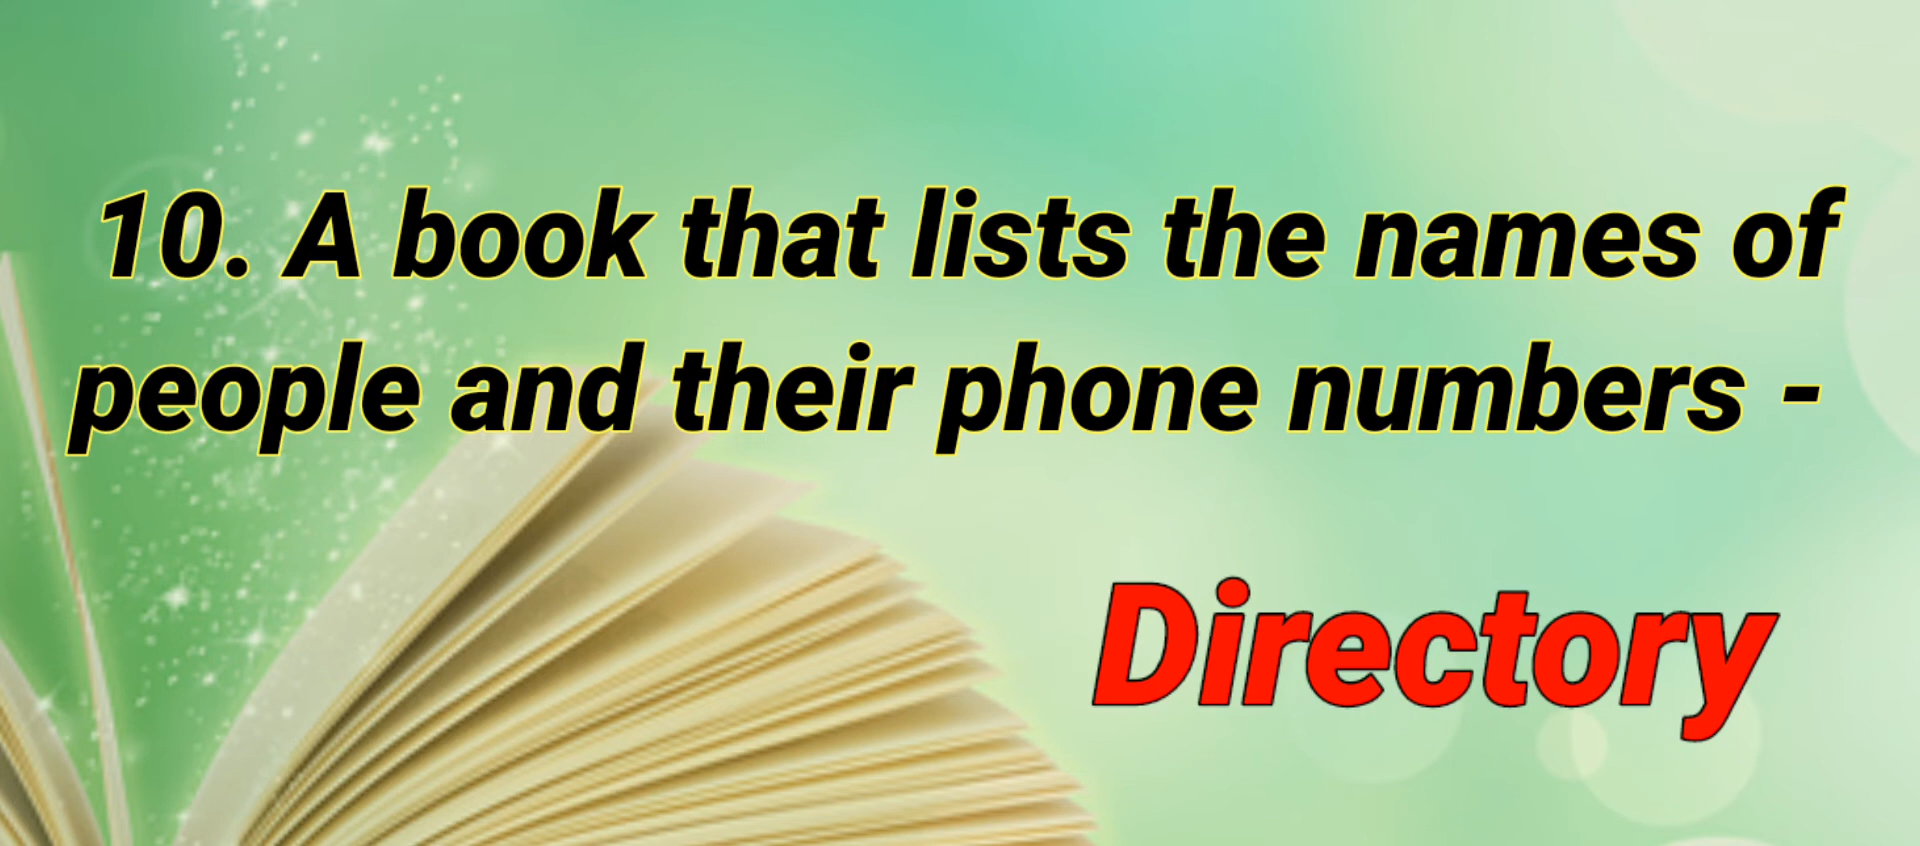 10. A book that lists the names of
people and their phone numbers -
Directory